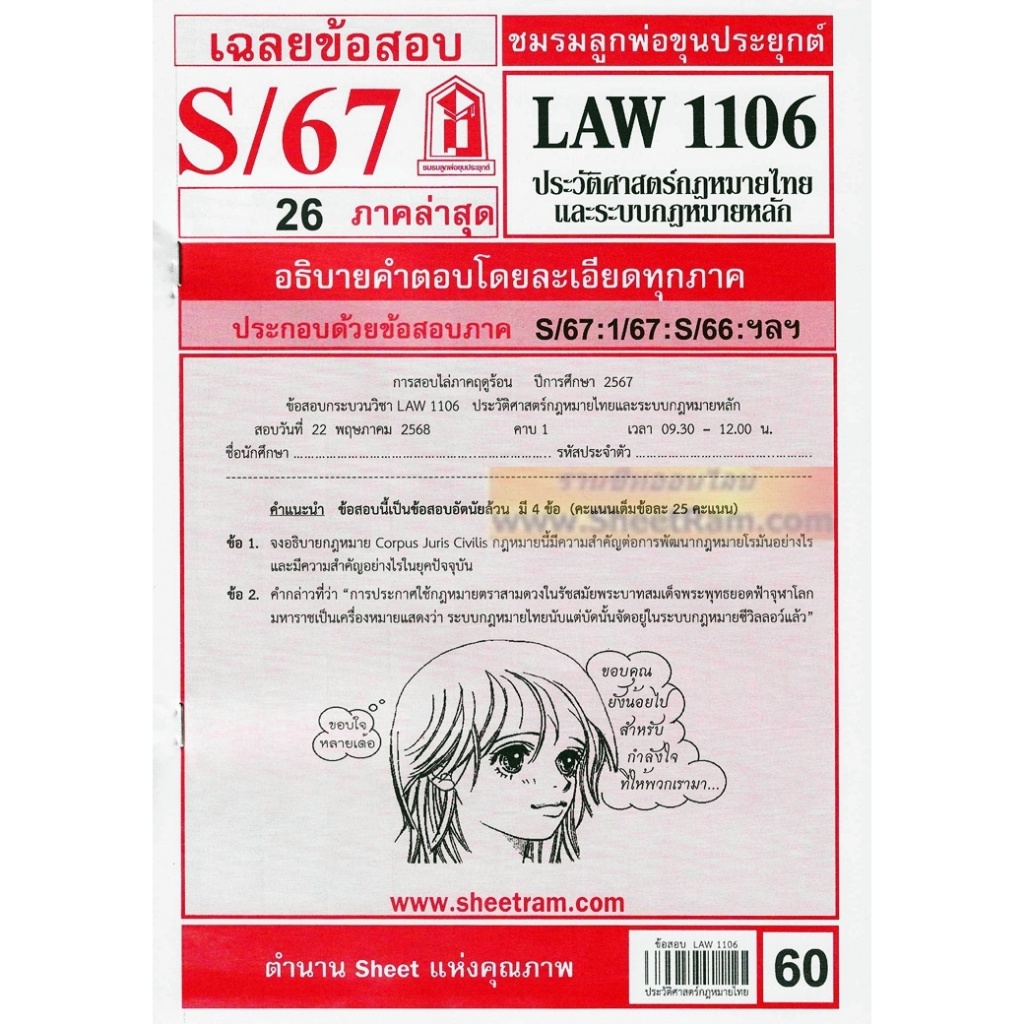 เฉลยข้อสอบ
ชมรมลูกพ่อขุนประยุกต์
S/67
ชมรมลูกพ่อขุนประยุกต์
LAW 1106
ประวัติศาสตร์กฎหมายไทย
และระบบกฎหมายหลัก
26 ภาคล่าสุด
อธิบายคำตอบโดยละเอียดทุกภาค
ประกอบด้วยข้อสอบภาค S/67:1/67:S/66:ฯลฯ
การสอบไล่ภาคฤดูร้อน ปีการศึกษา 2567
ข้อสอบกระบวนวิชา LAW 1106 ประวัติศาสตร์กฎหมายไทยและระบบกฎหมายหลัก
สอบวันที่ 22 พฤษภาคม 2568 คาบ 1 เวลา 09.30 – 12.00 น.
ชื่อนักศึกษา ........................................................ รหัสประจำตัว ........................................
รามชีทออนไลน์
www.SheetRam.com
คำแนะนำ ข้อสอบนี้เป็นข้อสอบอัตนัยล้วน มี 4 ข้อ (คะแนนเต็มข้อละ 25 คะแนน)
ข้อ 1. จงอธิบายกฎหมาย Corpus Juris Civilis กฎหมายนี้มีความสำคัญต่อการพัฒนากฎหมายโรมันอย่างไร
และมีความสำคัญอย่างไรในยุคปัจจุบัน
ข้อ 2. คำกล่าวที่ว่า "การประกาศใช้กฎหมายตราสามดวงในรัชสมัยพระบาทสมเด็จพระพุทธยอดฟ้าจุฬาโลก
มหาราชเป็นเครื่องหมายแสดงว่า ระบบกฎหมายไทยนับแต่บัดนั้นจัดอยู่ในระบบกฎหมายซีวิลลอว์แล้ว"
ขอบใจ
หลายเด้อ
ขอบคุณ
ยังน้อยไป
สำหรับ
กำลังใจ
ที่ให้พวกเรามา...
www.sheetram.com
ตำนาน Sheet แห่งคุณภาพ
ข้อสอบ LAW 1106
ประวัติศาสตร์กฎหมายไทย
60